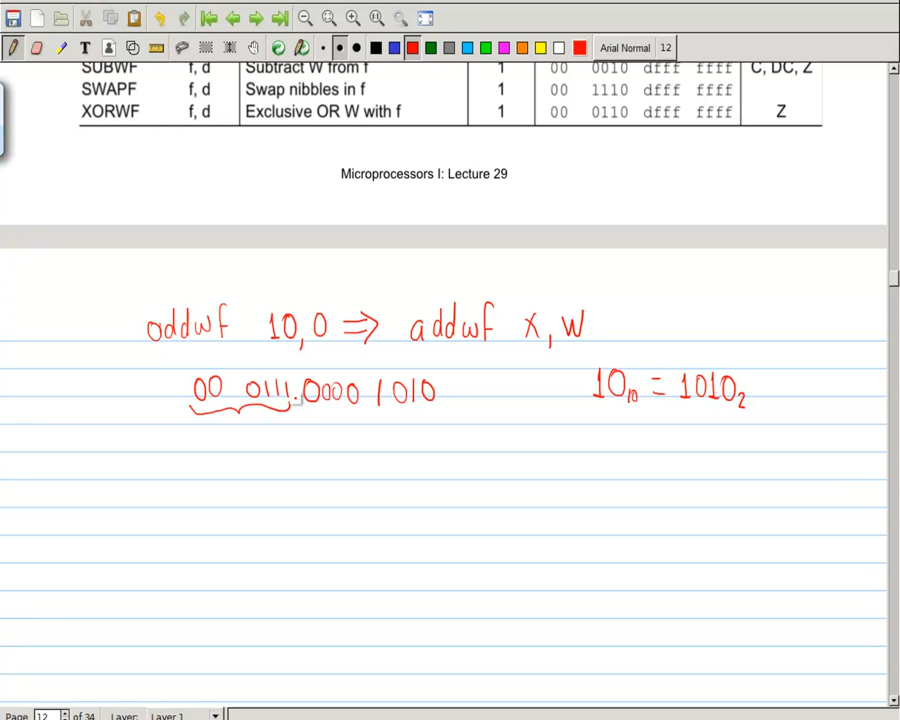 Arial Normal 12
SUBWF f, d Subtract W from f 1 00 0010 dfff ffff C, DC, Z
SWAPF f, d Swap nibbles in f 1 00 1110 dfff ffff
XORWF f, d Exclusive OR W with f 1 00 0110 dfff ffff Z
Microprocessors I: Lecture 29
addwf 10,0 ⇒ addwf x, W
00 0111.0000 1010 10₁₀ = 1010₂
Page 12 of 34 Layer: Layer 1